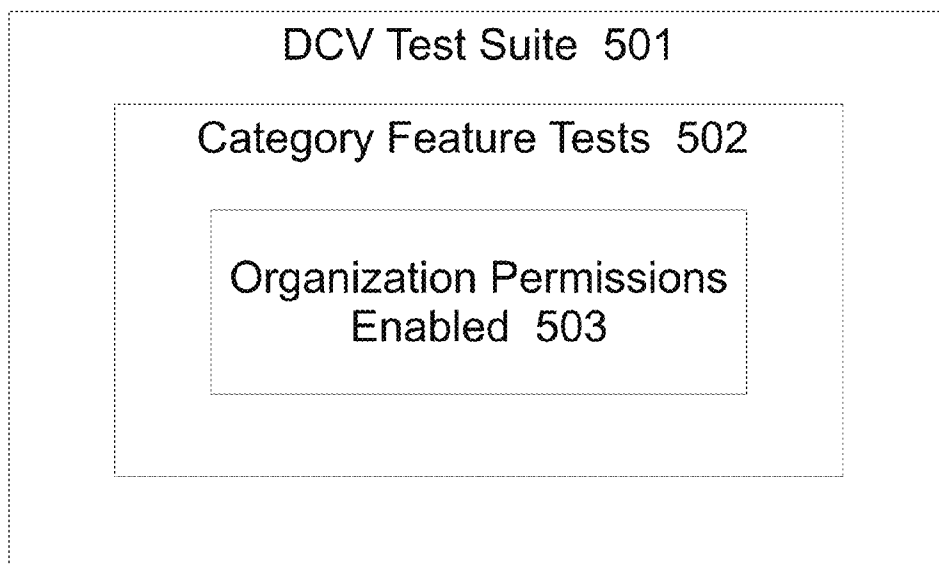 DCV Test Suite 501
Category Feature Tests 502
Organization Permissions
Enabled 503